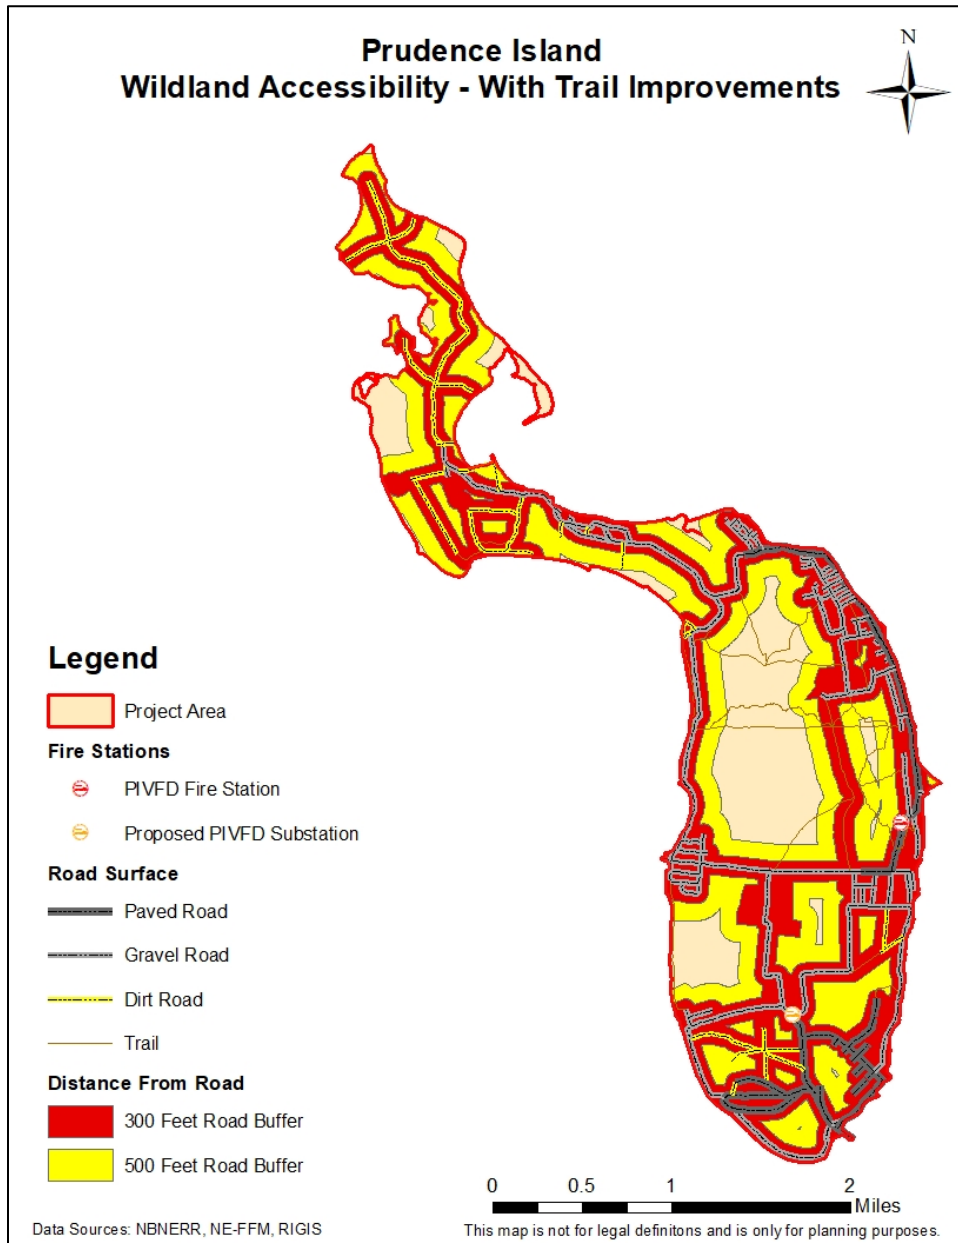 Prudence Island
Wildland Accessibility - With Trail Improvements
N
Legend
Project Area
Fire Stations
PIVFD Fire Station
Proposed PIVFD Substation
Road Surface
Paved Road
Gravel Road
Dirt Road
Trail
Distance From Road
300 Feet Road Buffer
500 Feet Road Buffer
0 0.5 1 2
Miles
Data Sources: NBNERR, NE-FFM, RIGIS
This map is not for legal definitons and is only for planning purposes.